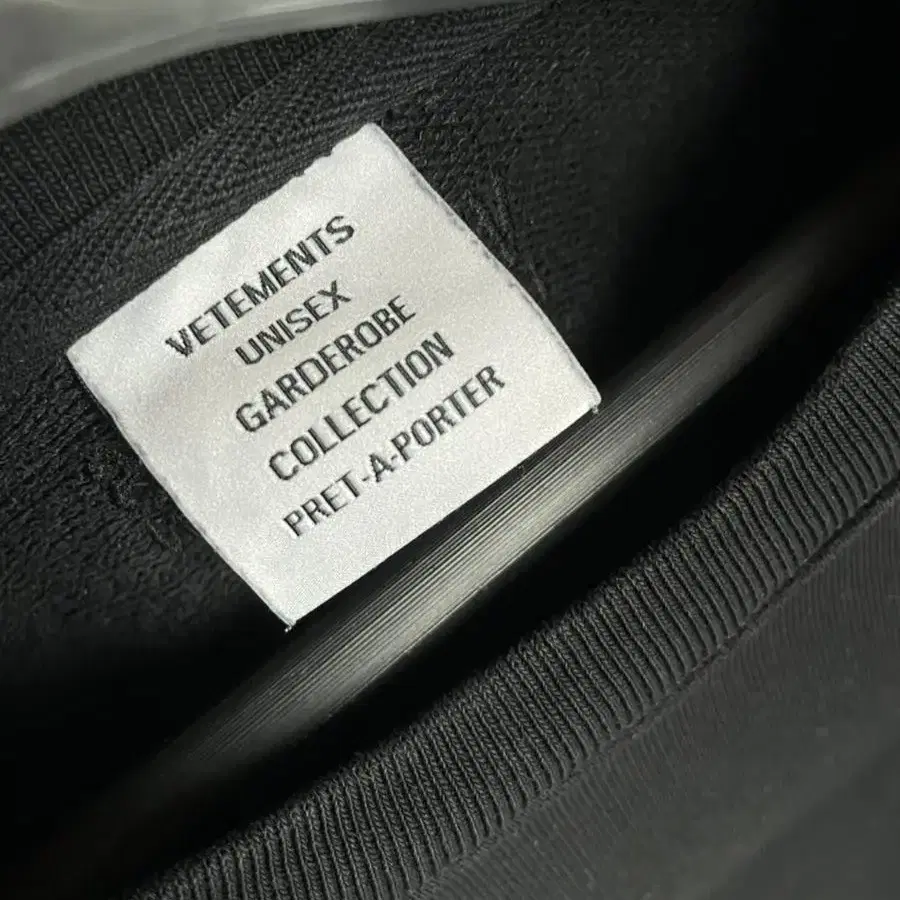 VETEMENTS
UNISEX
GARDEROBE
COLLECTION
PRET-A-PORTER